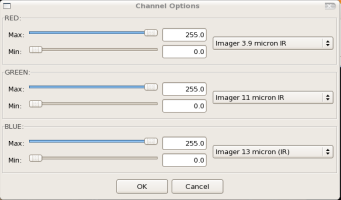 Channel Options
RED:
Max: 255.0
Min: 0.0
Imager 3.9 micron IR
GREEN:
Max: 255.0
Min: 0.0
Imager 11 micron IR
BLUE:
Max: 255.0
Min: 0.0
Imager 13 micron (IR)
OK Cancel